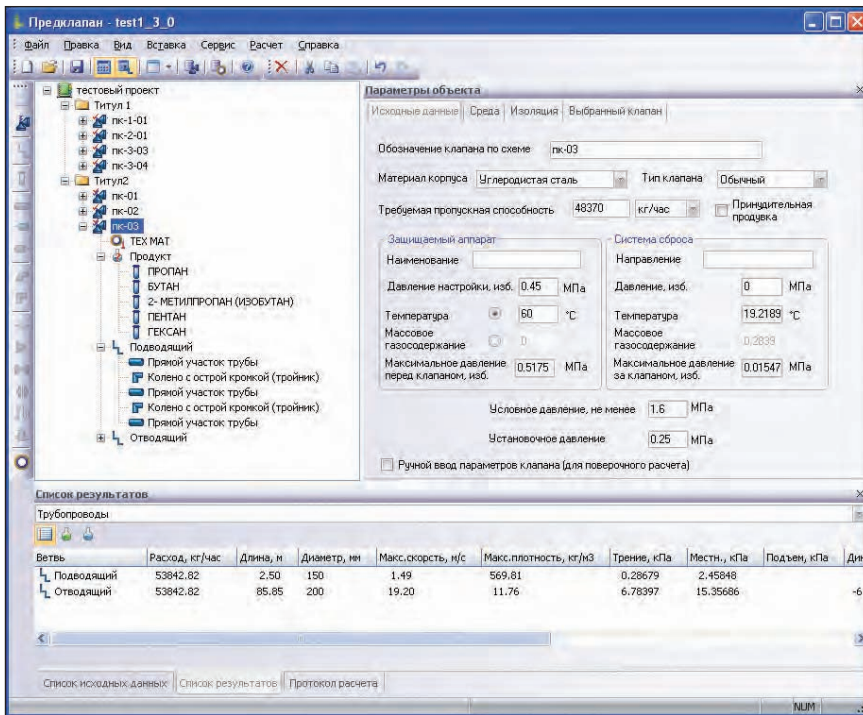 Предклапан - test1_3_0
Файл Правка Вид Вставка Сервис Расчет Справка
тестовый проект
Титул 1
пк-1-01
пк-2-01
пк-3-03
пк-3-04
Титул2
пк-01
пк-02
пк-03
ТЕХ МАТ
Продукт
ПРОПАН
БУТАН
2- МЕТИЛПРОПАН (ИЗОБУТАН)
ПЕНТАН
ГЕКСАН
Подводящий
Прямой участок трубы
Колено с острой кромкой (тройник)
Прямой участок трубы
Колено с острой кромкой (тройник)
Прямой участок трубы
Отводящий
Параметры объекта
Исходные данные Среда Изоляция Выбранный клапан
Обозначение клапана по схеме пк-03
Материал корпуса Углеродистая сталь Тип клапана Обычный
Требуемая пропускная способность 48370 кг/час Принудительная продувка
Защищаемый аппарат
Наименование
Давление настройки, изб. 0.45 МПа
Температура 60 °C
Массовое газосодержание 0
Максимальное давление перед клапаном, изб. 0.5175 МПа
Система сброса
Направление
Давление, изб. 0 МПа
Температура 19.2189 °C
Массовое газосодержание 0.2839
Максимальное давление за клапаном, изб. 0.01547 МПа
Условное давление, не менее 1.6 МПа
Установочное давление 0.25 МПа
Ручной ввод параметров клапана (для поверочного расчета)
Список результатов
Трубопроводы
Ветвь Расход, кг/час Длина, м Диаметр, мм Макс.скорсть, м/с Макс.плотность, кг/м3 Трение, кПа Местн., кПа Подъем, кПа Дин
Подводящий 53842.82 2.50 150 1.49 569.81 0.28679 2.45848
Отводящий 53842.82 85.85 200 19.20 11.76 6.78397 15.35686 -6
Список исходных данных Список результатов Протокол расчета
NUM